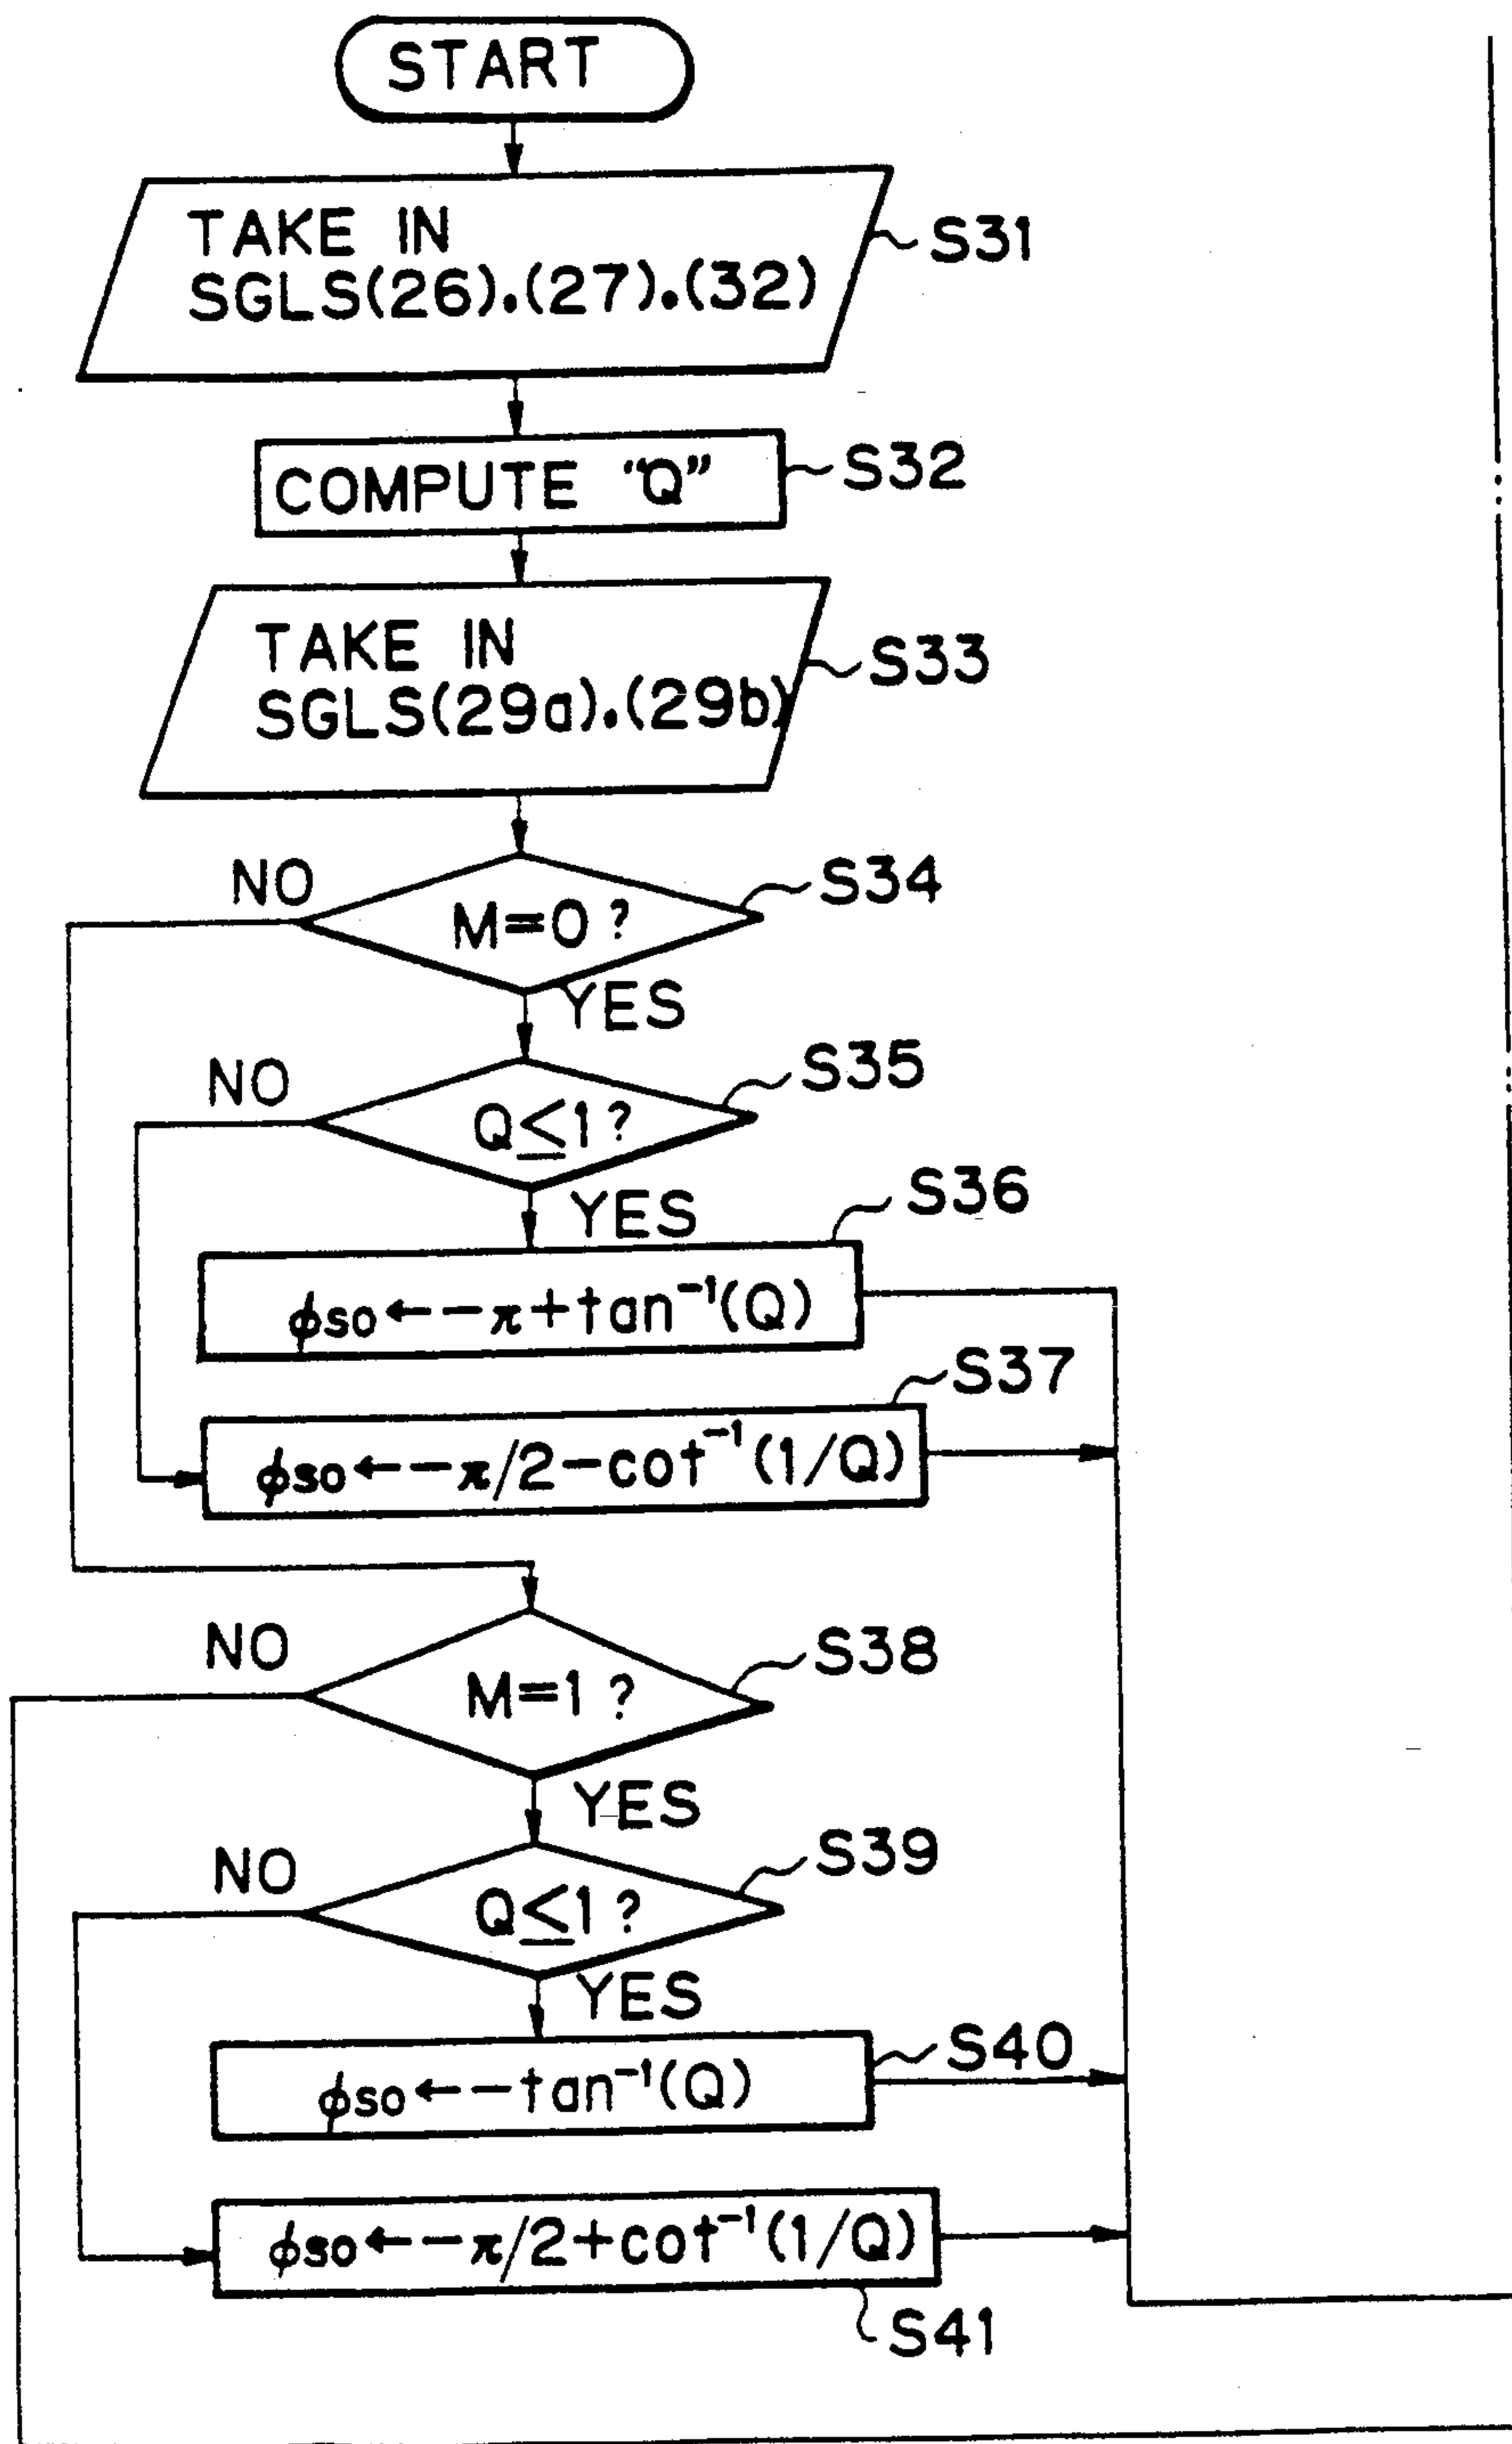 START
TAKE IN
SGLS(26).(27).(32)
S31
COMPUTE "Q"
S32
TAKE IN
SGLS(29a).(29b)
S33
NO
M=0?
S34
YES
NO
Q≤1?
S35
YES
S36
ϕso←-π+tan⁻¹(Q)
S37
ϕso←-π/2-cot⁻¹(1/Q)
NO
M=1?
S38
YES
NO
Q≤1?
S39
YES
ϕso←-tan⁻¹(Q)
S40
ϕso←-π/2+cot⁻¹(1/Q)
S41